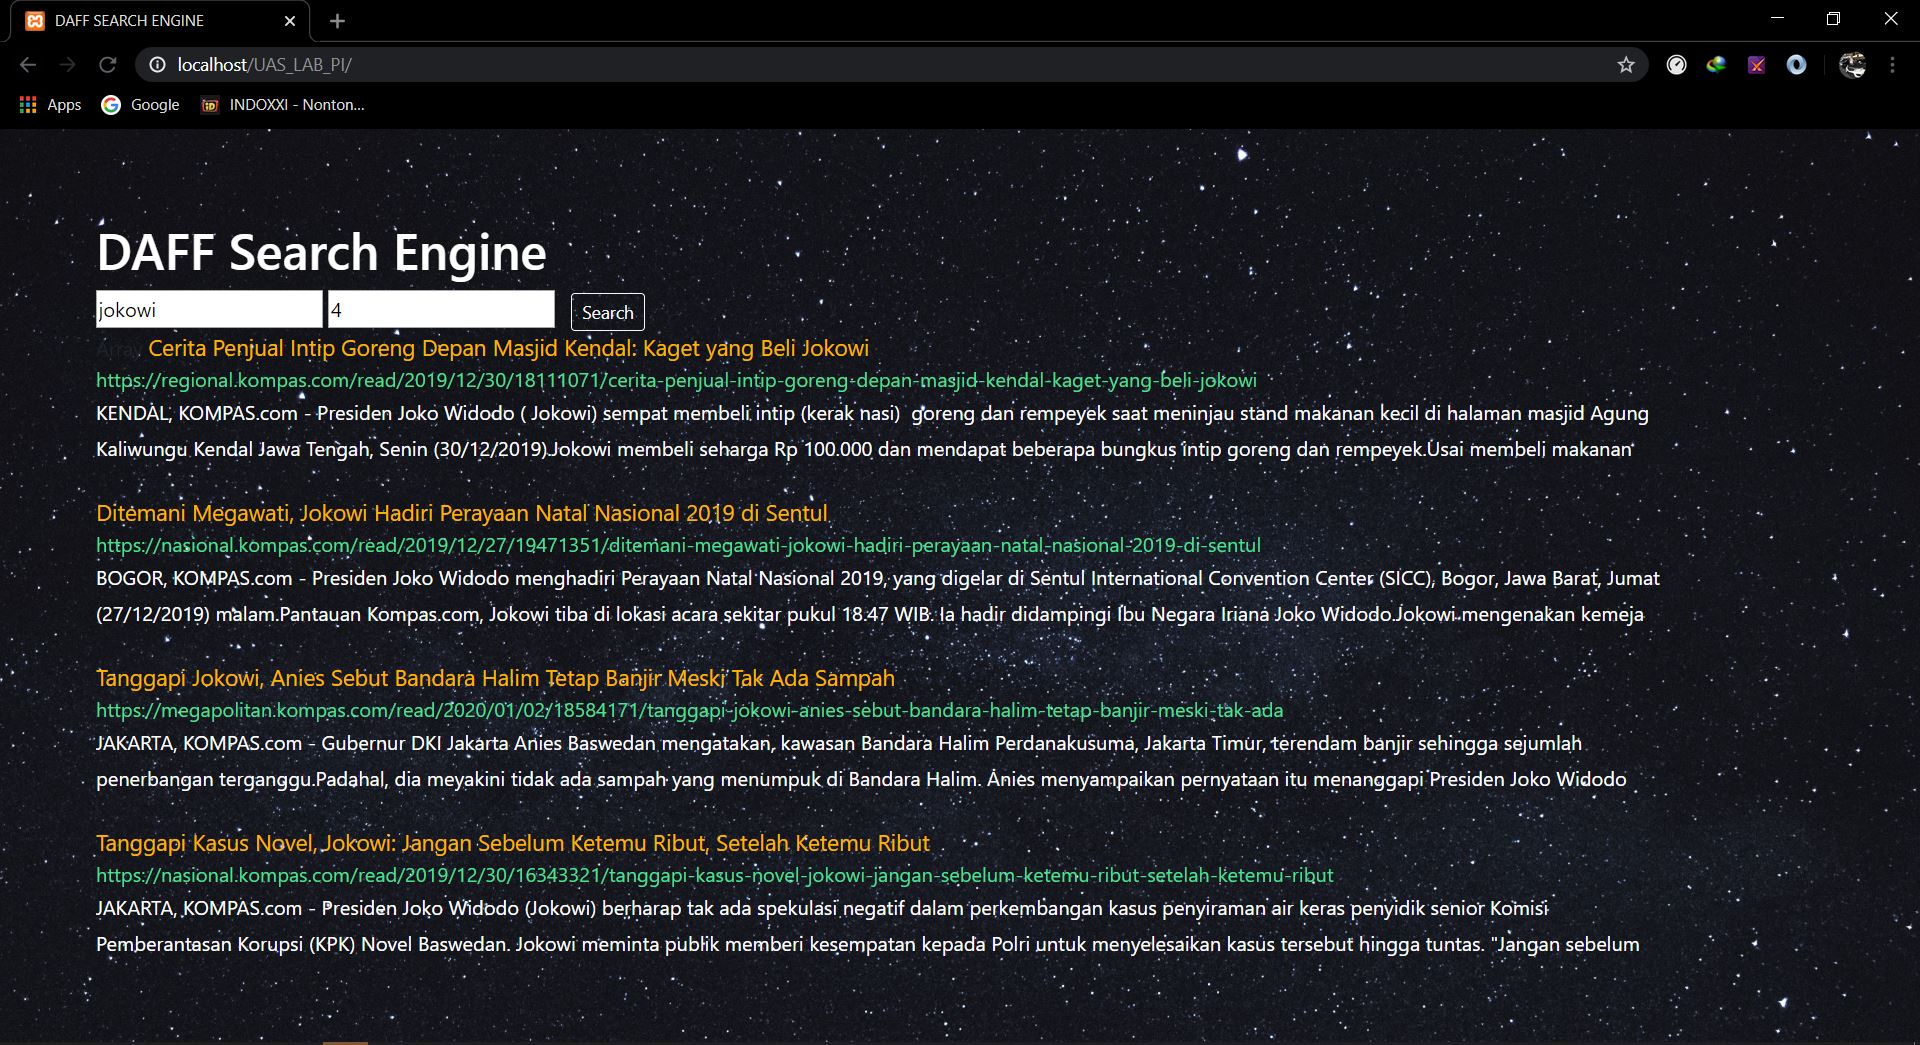 DAFF SEARCH ENGINE
localhost/UAS_LAB_PI/
Apps Google INDOXXI - Nonton...
DAFF Search Engine
jokowi 4 Search
Array Cerita Penjual Intip Goreng Depan Masjid Kendal: Kaget yang Beli Jokowi
https://regional.kompas.com/read/2019/12/30/18111071/cerita-penjual-intip-goreng-depan-masjid-kendal-kaget-yang-beli-jokowi
KENDAL, KOMPAS.com - Presiden Joko Widodo ( Jokowi) sempat membeli intip (kerak nasi)  goreng dan rempeyek saat meninjau stand makanan kecil di halaman masjid Agung
Kaliwungu Kendal Jawa Tengah, Senin (30/12/2019).Jokowi membeli seharga Rp 100.000 dan mendapat beberapa bungkus intip goreng dan rempeyek.Usai membeli makanan
Ditemani Megawati, Jokowi Hadiri Perayaan Natal Nasional 2019 di Sentul
https://nasional.kompas.com/read/2019/12/27/19471351/ditemani-megawati-jokowi-hadiri-perayaan-natal-nasional-2019-di-sentul
BOGOR, KOMPAS.com - Presiden Joko Widodo menghadiri Perayaan Natal Nasional 2019, yang digelar di Sentul International Convention Center (SICC), Bogor, Jawa Barat, Jumat
(27/12/2019) malam.Pantauan Kompas.com, Jokowi tiba di lokasi acara sekitar pukul 18.47 WIB. Ia hadir didampingi Ibu Negara Iriana Joko Widodo.Jokowi mengenakan kemeja
Tanggapi Jokowi, Anies Sebut Bandara Halim Tetap Banjir Meski Tak Ada Sampah
https://megapolitan.kompas.com/read/2020/01/02/18584171/tanggapi-jokowi-anies-sebut-bandara-halim-tetap-banjir-meski-tak-ada
JAKARTA, KOMPAS.com - Gubernur DKI Jakarta Anies Baswedan mengatakan, kawasan Bandara Halim Perdanakusuma, Jakarta Timur, terendam banjir sehingga sejumlah
penerbangan terganggu.Padahal, dia meyakini tidak ada sampah yang menumpuk di Bandara Halim. Anies menyampaikan pernyataan itu menanggapi Presiden Joko Widodo
Tanggapi Kasus Novel, Jokowi: Jangan Sebelum Ketemu Ribut, Setelah Ketemu Ribut
https://nasional.kompas.com/read/2019/12/30/16343321/tanggapi-kasus-novel-jokowi-jangan-sebelum-ketemu-ribut-setelah-ketemu-ribut
JAKARTA, KOMPAS.com - Presiden Joko Widodo (Jokowi) berharap tak ada spekulasi negatif dalam perkembangan kasus penyiraman air keras penyidik senior Komisi
Pemberantasan Korupsi (KPK) Novel Baswedan. Jokowi meminta publik memberi kesempatan kepada Polri untuk menyelesaikan kasus tersebut hingga tuntas. "Jangan sebelum